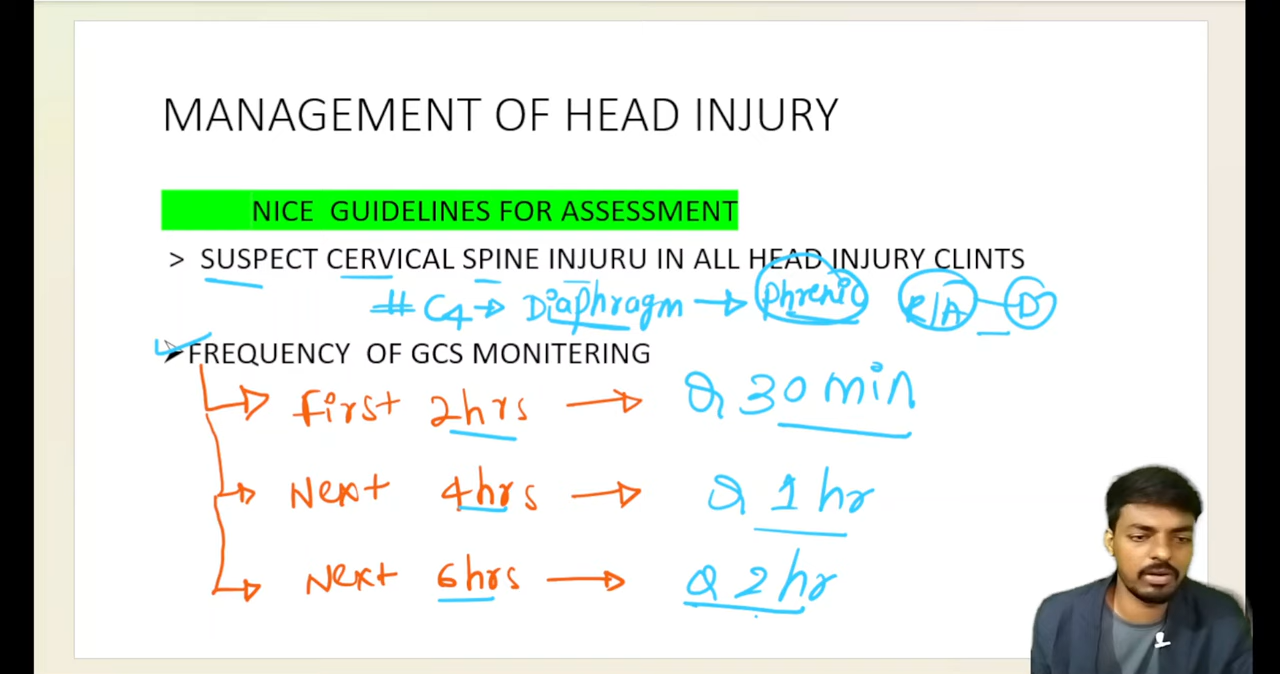 MANAGEMENT OF HEAD INJURY
NICE GUIDELINES FOR ASSESSMENT
> SUSPECT CERVICAL SPINE INJURU IN ALL HEAD INJURY CLINTS
# C4 → Diaphragm → Phrenic R/A — D
➢ FREQUENCY OF GCS MONITERING
→ First 2hrs → Q 30 min
→ Next 4hrs → Q 1 hr
→ Next 6hrs → Q 2 hr